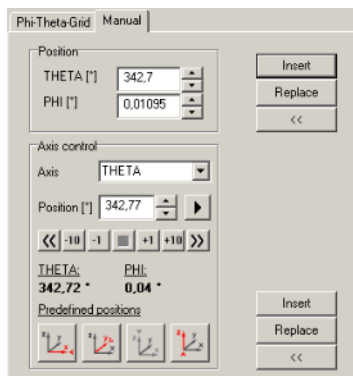 Phi-Theta-Grid Manual
Position
THETA [°] 342,7
PHI [°] 0,01095
Insert
Replace
<<
Axis control
Axis THETA
Position [°] 342,77
-10 -1 +1 +10
THETA: PHI:
342,72 ° 0,04 °
Predefined positions
Insert
Replace
<<